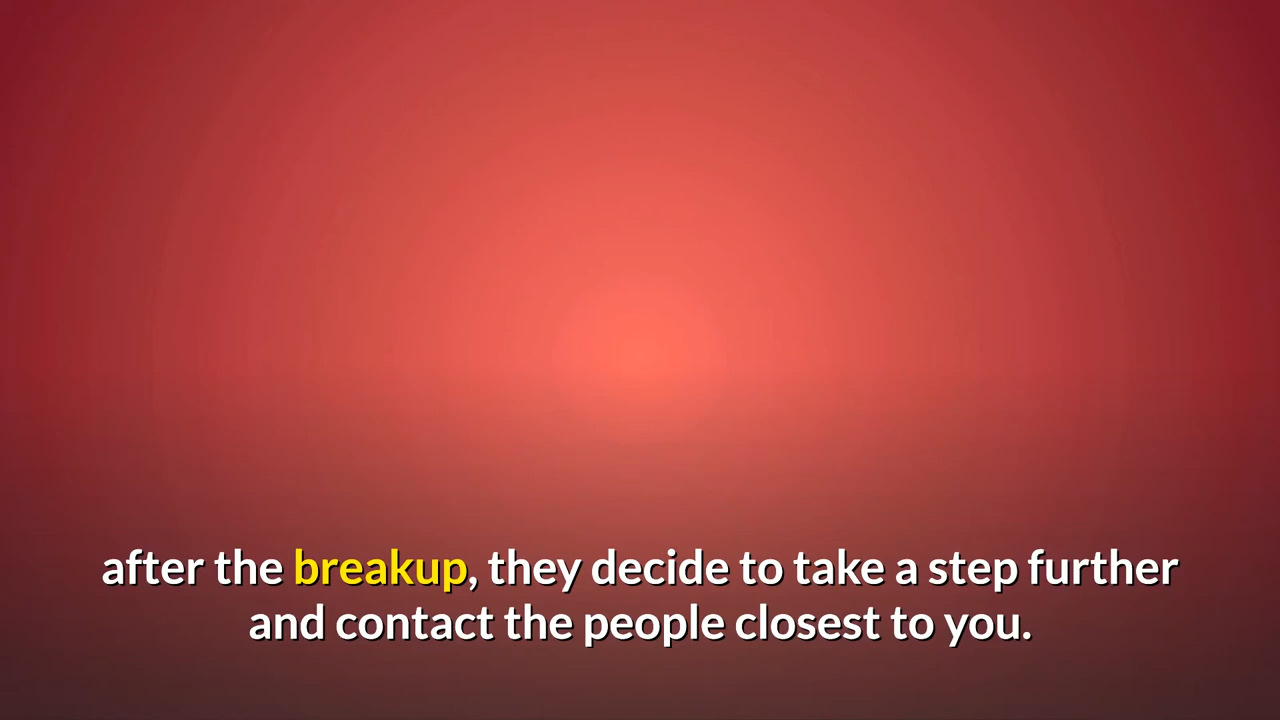 after the breakup, they decide to take a step further
and contact the people closest to you.